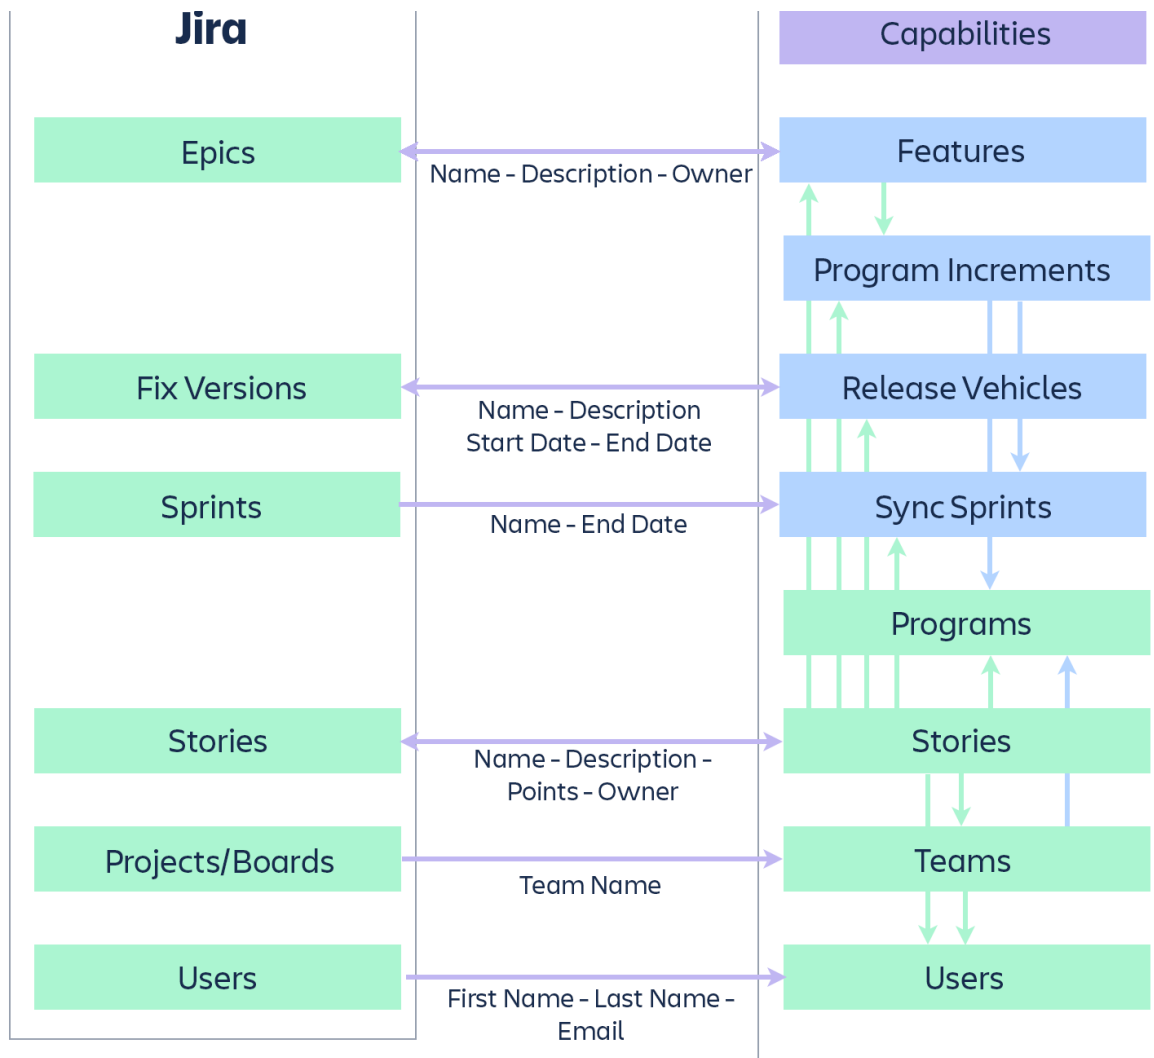 Jira
Capabilities
Epics
Name - Description - Owner
Features
Program Increments
Fix Versions
Name - Description
Start Date - End Date
Release Vehicles
Sprints
Name - End Date
Sync Sprints
Programs
Stories
Name - Description -
Points - Owner
Stories
Projects/Boards
Team Name
Teams
Users
First Name - Last Name -
Email
Users